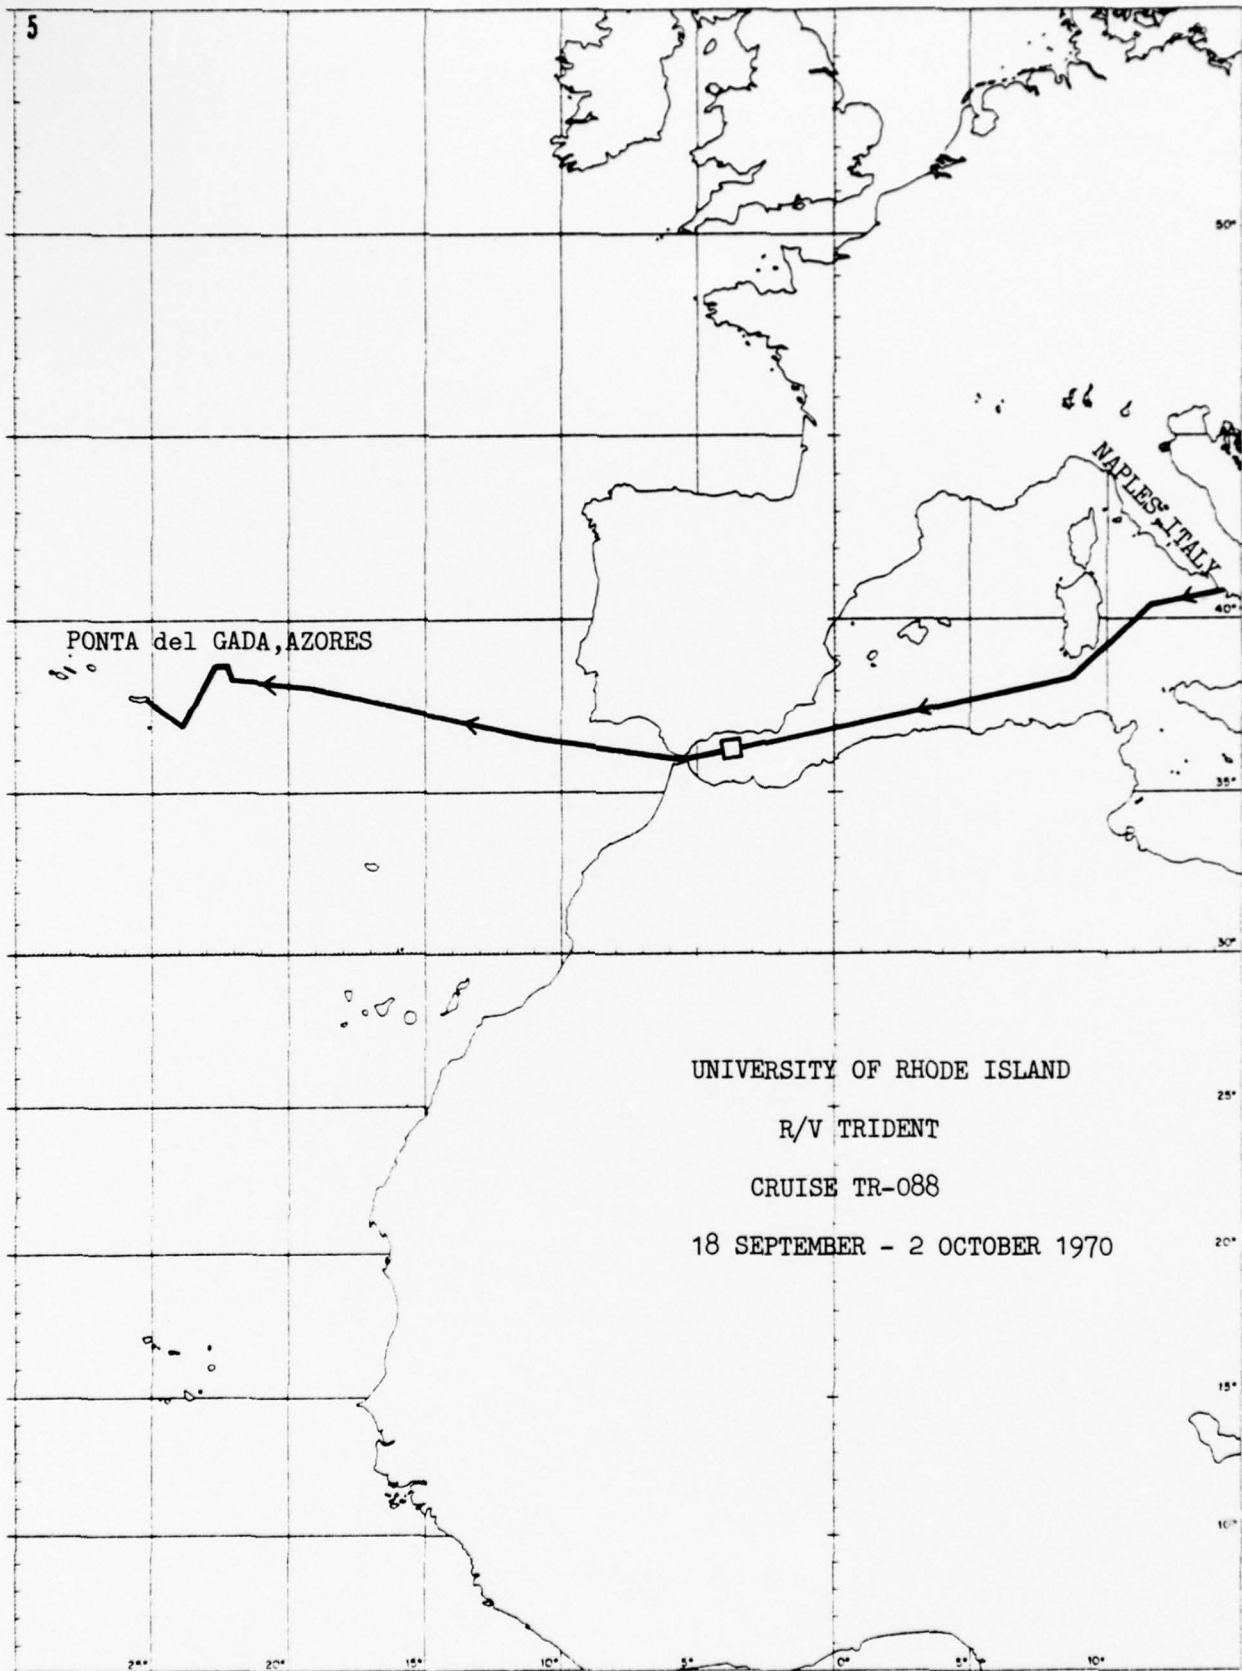 5
50°
NAPLES, ITALY
40°
PONTA del GADA, AZORES
35°
30°
UNIVERSITY OF RHODE ISLAND
25°
R/V TRIDENT
CRUISE TR-088
18 SEPTEMBER - 2 OCTOBER 1970
20°
15°
10°
25° 20° 15° 10° 5° 0° 5° 10°